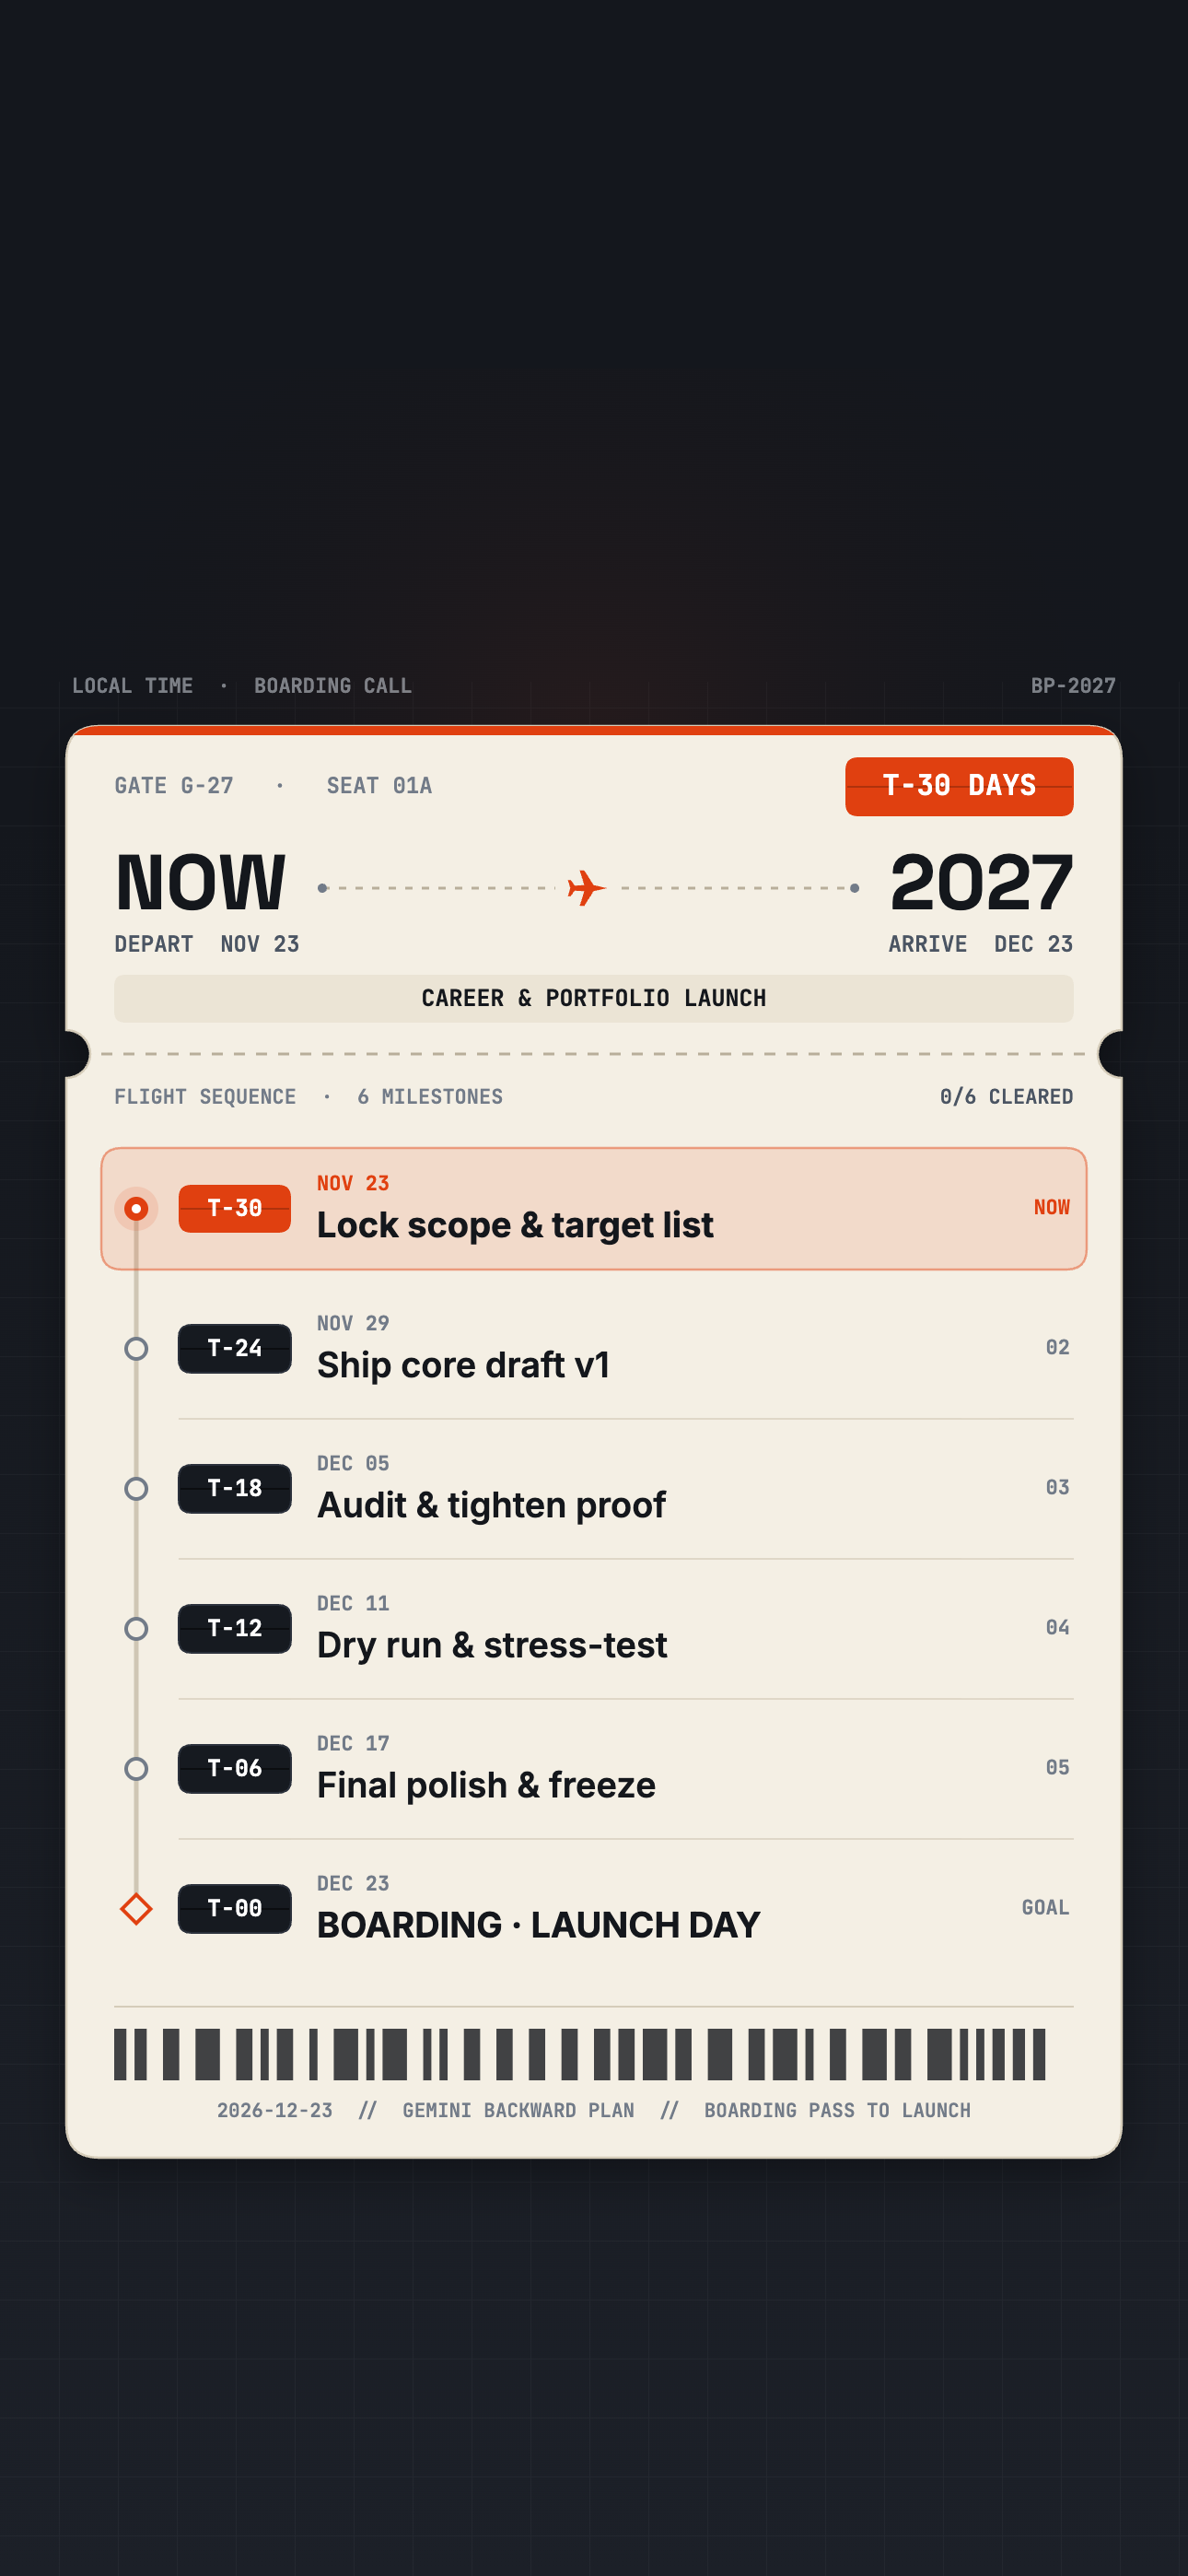 LOCAL TIME · BOARDING CALL BP-2027
GATE G-27 · SEAT 01A T-30 DAYS
NOW 2027
DEPART NOV 23 ARRIVE DEC 23
CAREER & PORTFOLIO LAUNCH
FLIGHT SEQUENCE · 6 MILESTONES 0/6 CLEARED
NOV 23
T-30 Lock scope & target list NOW
NOV 29
T-24 Ship core draft v1 02
DEC 05
T-18 Audit & tighten proof 03
DEC 11
T-12 Dry run & stress-test 04
DEC 17
T-06 Final polish & freeze 05
DEC 23
T-00 BOARDING · LAUNCH DAY GOAL
2026-12-23 // GEMINI BACKWARD PLAN // BOARDING PASS TO LAUNCH